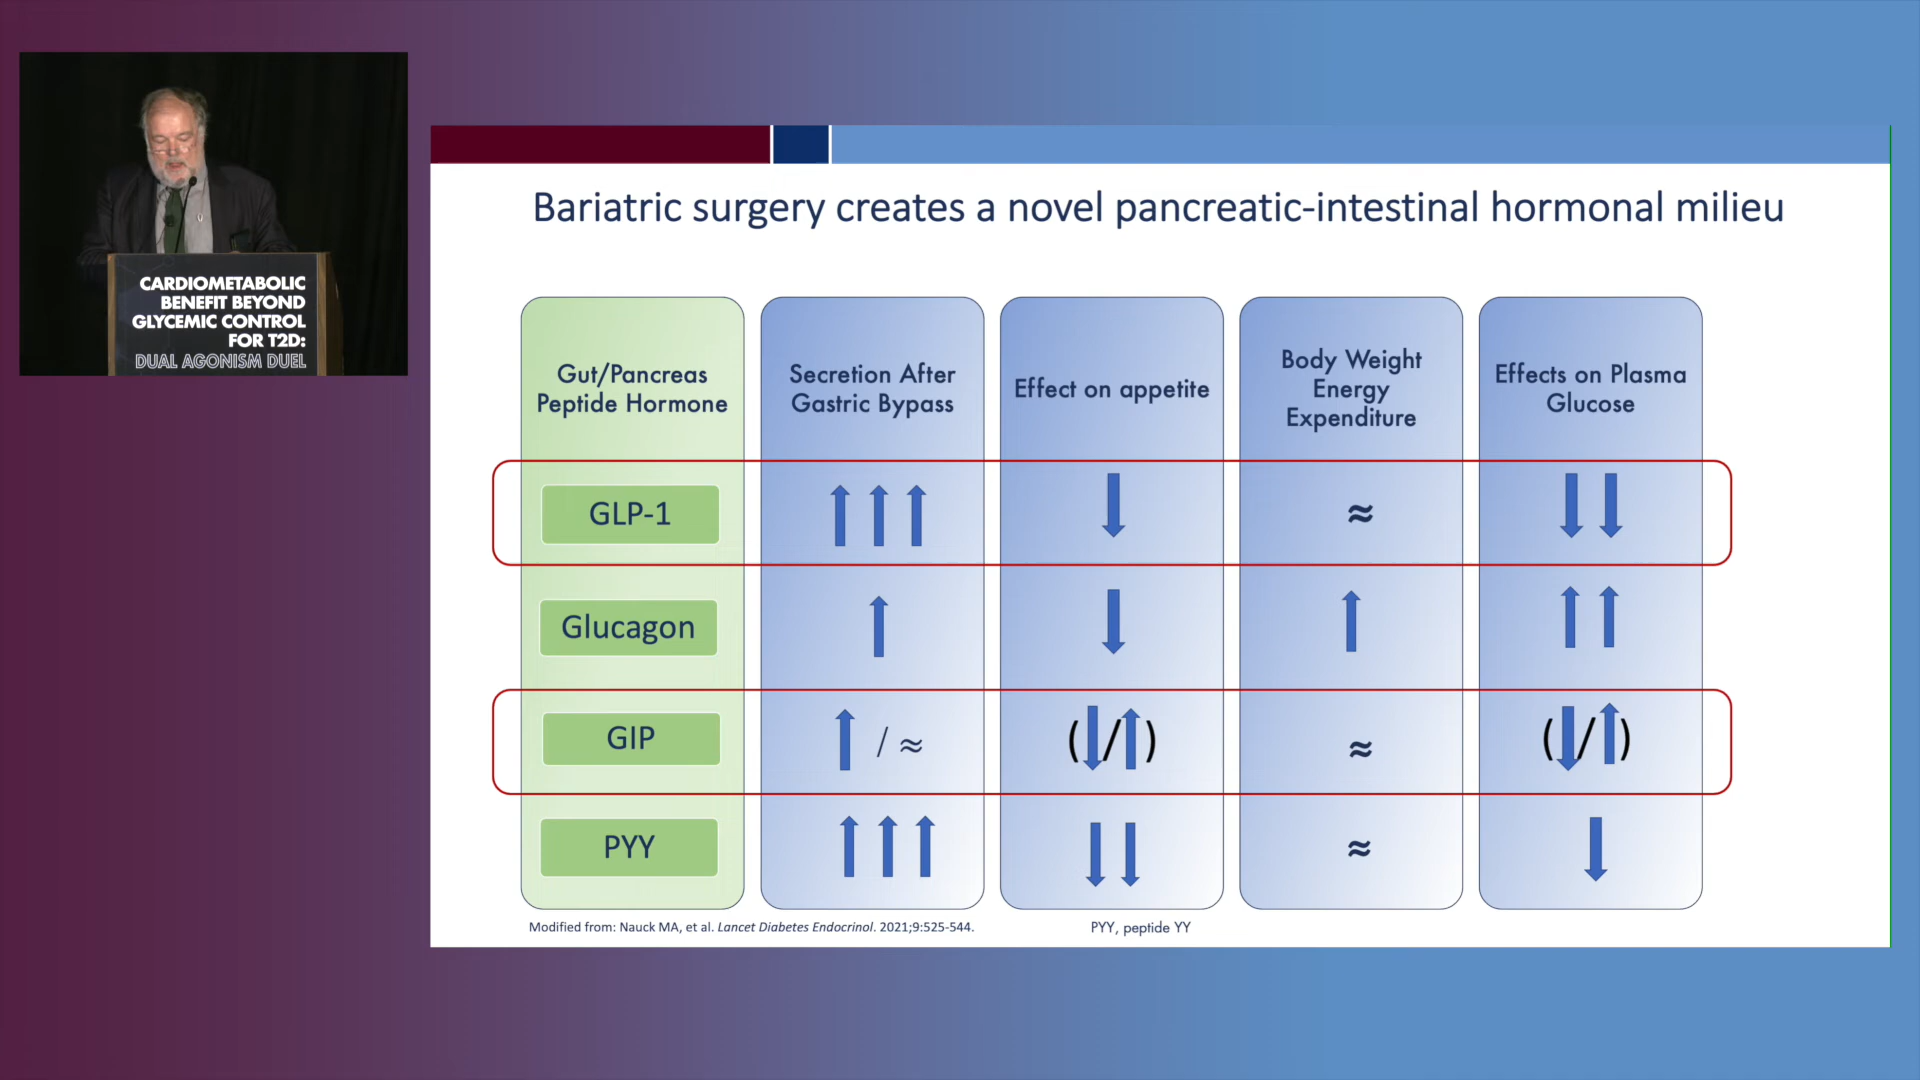 CARDIOMETABOLIC
BENEFIT BEYOND
GLYCEMIC CONTROL
FOR T2D:
DUAL AGONISM DUEL
Bariatric surgery creates a novel pancreatic-intestinal hormonal milieu
Gut/Pancreas
Peptide Hormone
Secretion After
Gastric Bypass
Effect on appetite
Body Weight
Energy
Expenditure
Effects on Plasma
Glucose
GLP-1
↑ ↑ ↑
↓
≈
↓ ↓
Glucagon
↑
↓
↑
↑ ↑
GIP
↑ / ≈
(↓/↑)
≈
(↓/↑)
PYY
↑ ↑ ↑
↓ ↓
≈
↓
Modified from: Nauck MA, et al. Lancet Diabetes Endocrinol. 2021;9:525-544.
PYY, peptide YY